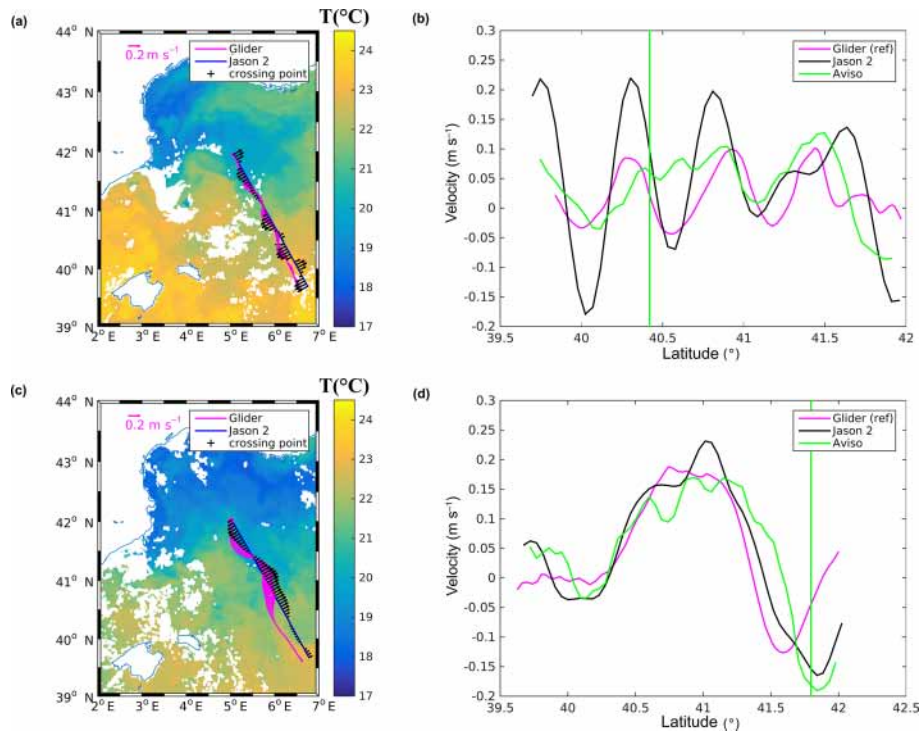 (a)
T(°C)
44° N
43° N
42° N
41° N
40° N
39° N
2° E 3° E 4° E 5° E 6° E 7° E
0.2 m s⁻¹
Glider
Jason 2
crossing point
24
23
22
21
20
19
18
17
(b)
0.3
0.25
0.2
0.15
0.1
0.05
0
-0.05
-0.1
-0.15
-0.2
Velocity (m s⁻¹)
Glider (ref)
Jason 2
Aviso
39.5 40 40.5 41 41.5 42
Latitude (°)
(c)
T(°C)
44° N
43° N
42° N
41° N
40° N
39° N
2° E 3° E 4° E 5° E 6° E 7° E
0.2 m s⁻¹
Glider
Jason 2
crossing point
24
23
22
21
20
19
18
17
(d)
0.3
0.25
0.2
0.15
0.1
0.05
0
-0.05
-0.1
-0.15
-0.2
Velocity (m s⁻¹)
Glider (ref)
Jason 2
Aviso
39.5 40 40.5 41 41.5 42 42.5
Latitude (°)